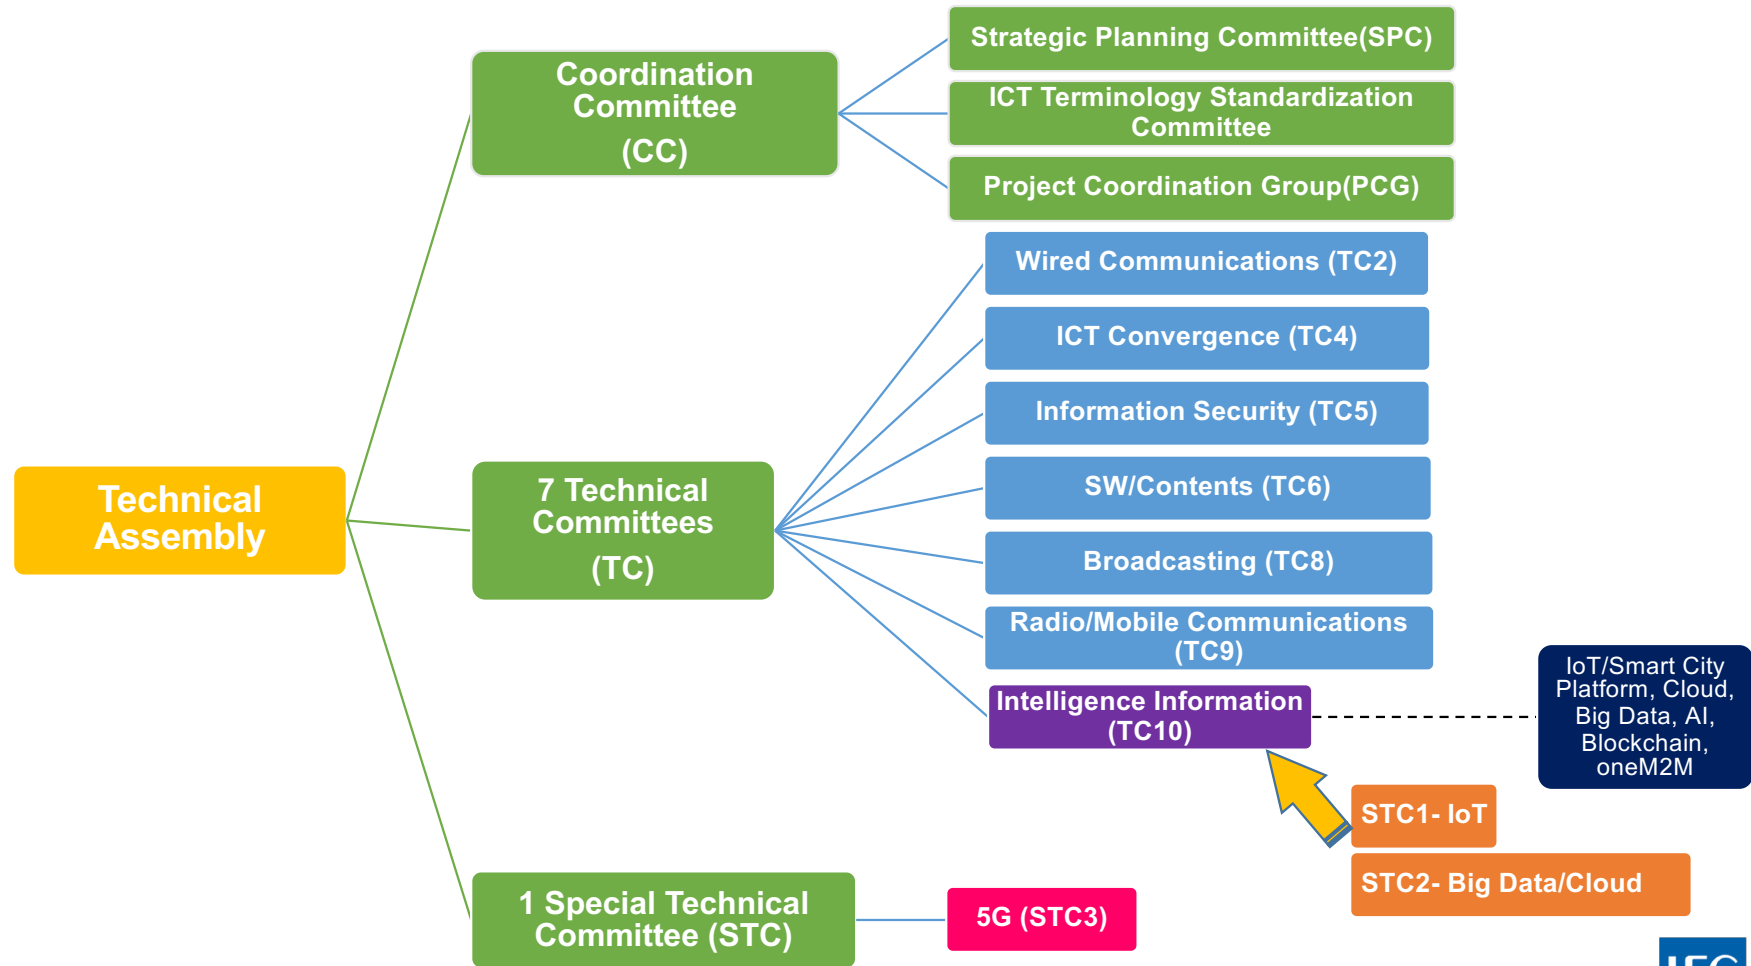 Strategic Planning Committee(SPC)
Coordination
Committee
(CC)
ICT Terminology Standardization
Committee
Project Coordination Group(PCG)
Wired Communications (TC2)
ICT Convergence (TC4)
Information Security (TC5)
Technical
Assembly
7 Technical
Committees
(TC)
SW/Contents (TC6)
Broadcasting (TC8)
Radio/Mobile Communications
(TC9)
Intelligence Information
(TC10)
IoT/Smart City
Platform, Cloud,
Big Data, AI,
Blockchain,
oneM2M
STC1- IoT
STC2- Big Data/Cloud
1 Special Technical
Committee (STC)
5G (STC3)